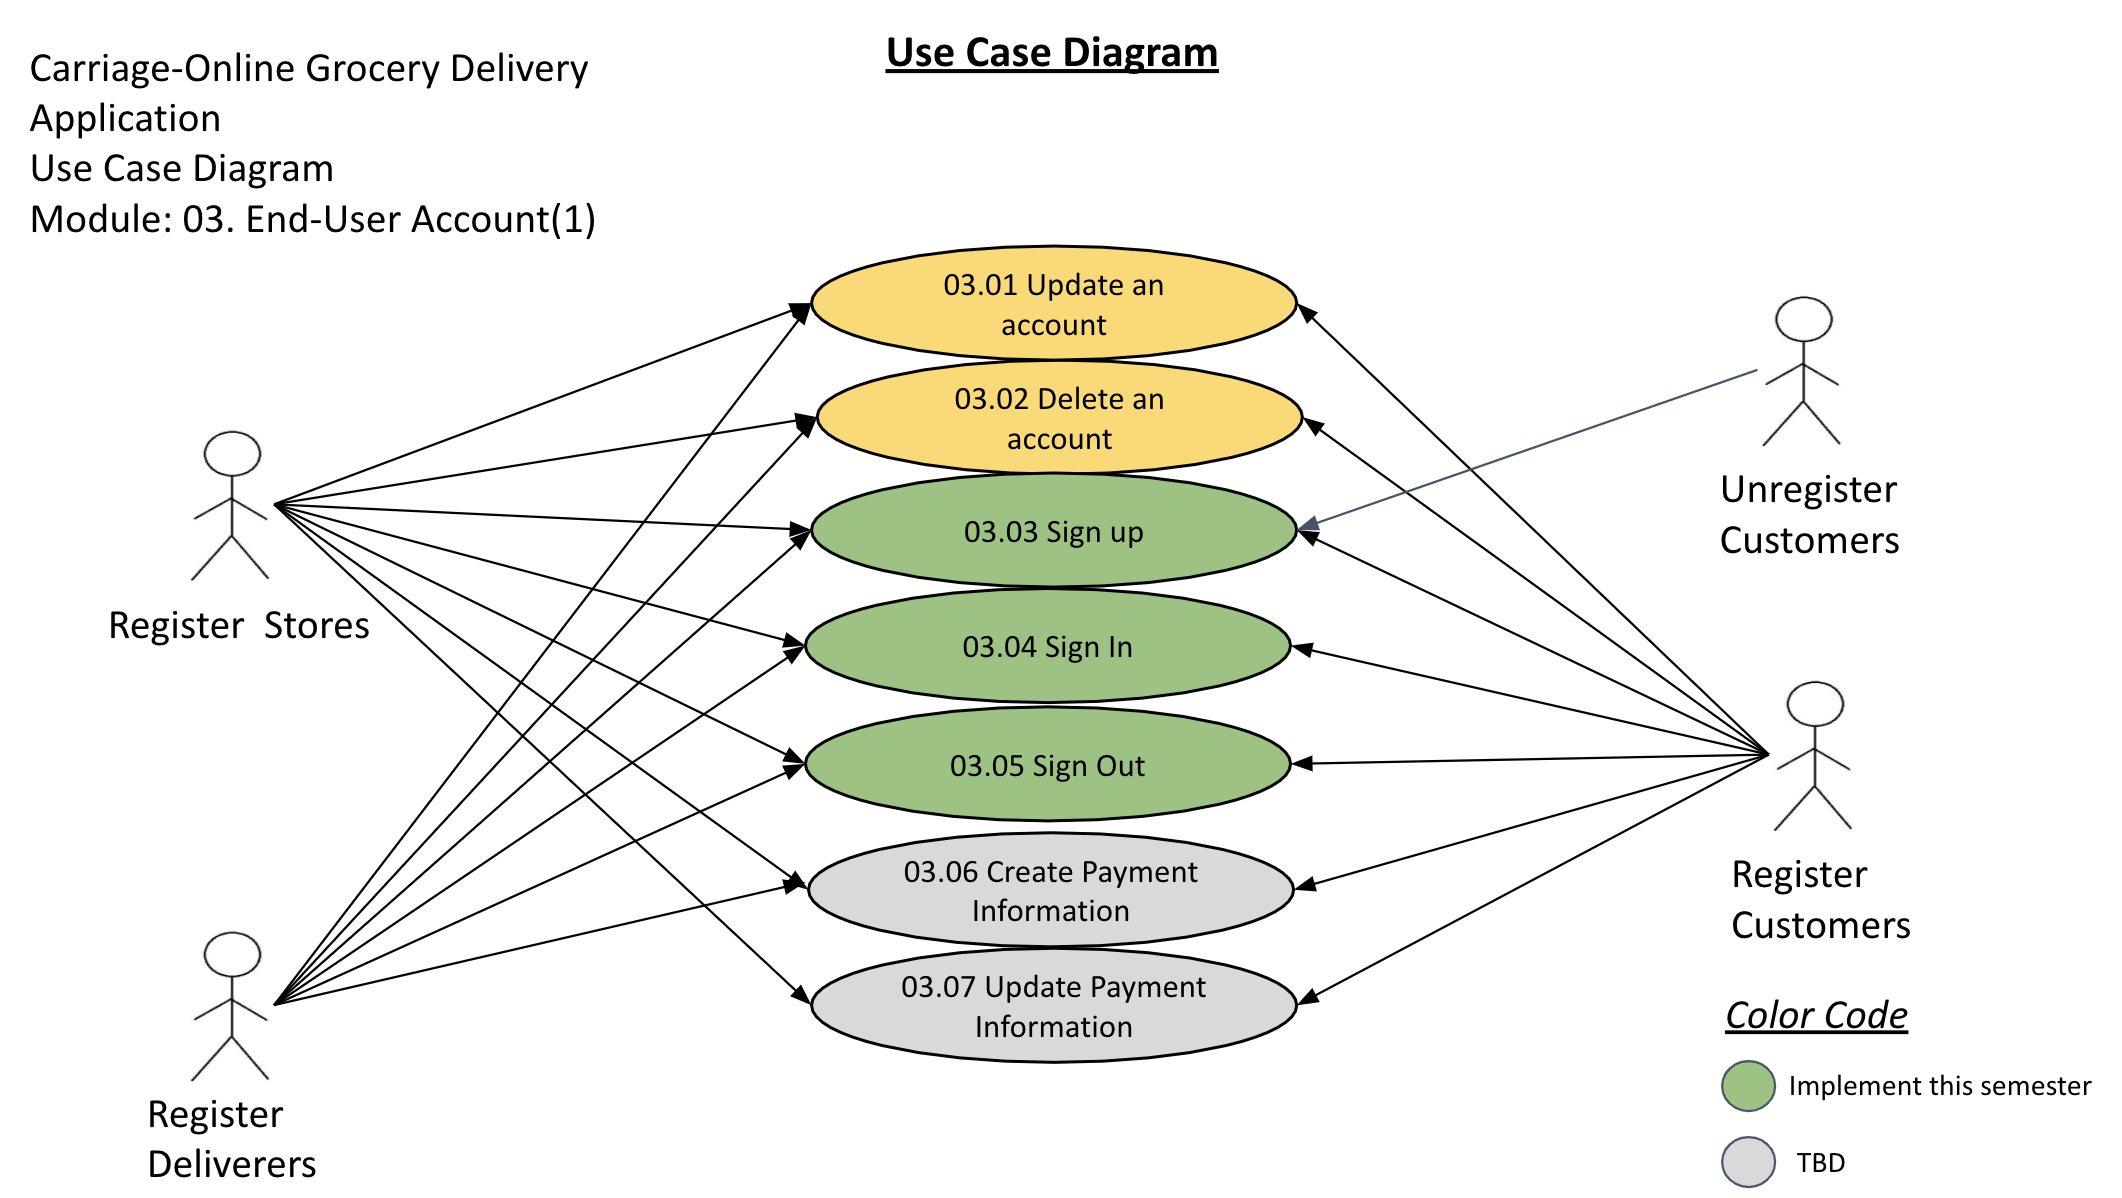 Use Case Diagram
Carriage-Online Grocery Delivery
Application
Use Case Diagram
Module: 03. End-User Account(1)
03.01 Update an
account
03.02 Delete an
account
03.03 Sign up
03.04 Sign In
03.05 Sign Out
03.06 Create Payment
Information
03.07 Update Payment
Information
Register  Stores
Register
Deliverers
Unregister
Customers
Register
Customers
Color Code
Implement this semester
TBD